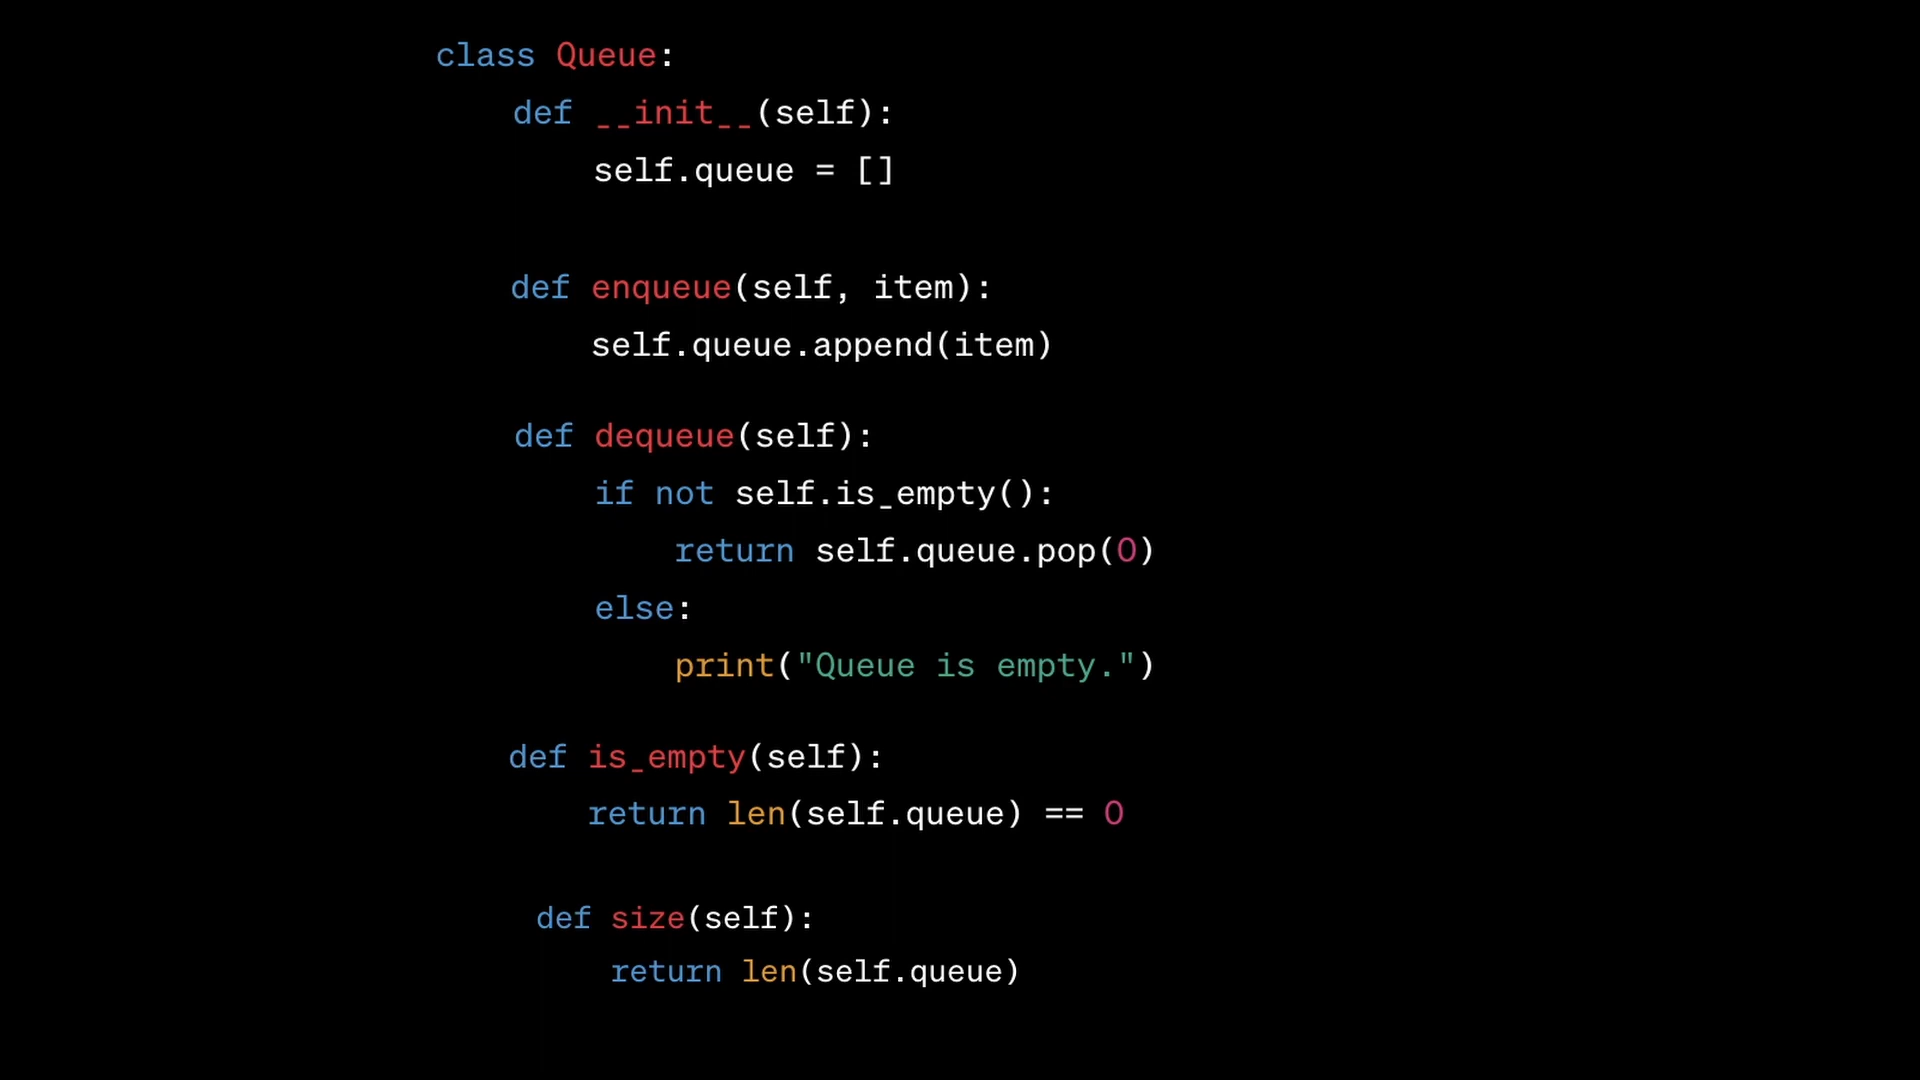 class Queue:
    def __init__(self):
        self.queue = []
    def enqueue(self, item):
        self.queue.append(item)
    def dequeue(self):
        if not self.is_empty():
            return self.queue.pop(0)
        else:
            print("Queue is empty.")
    def is_empty(self):
        return len(self.queue) == 0
    def size(self):
        return len(self.queue)